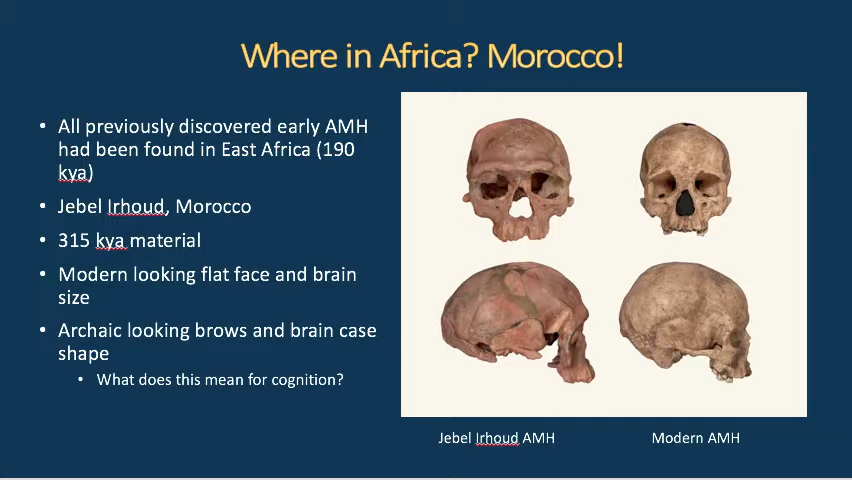 Where in Africa? Morocco!
• All previously discovered early AMH
had been found in East Africa (190
kya)
• Jebel Irhoud, Morocco
• 315 kya material
• Modern looking flat face and brain
size
• Archaic looking brows and brain case
shape
• What does this mean for cognition?
Jebel Irhoud AMH
Modern AMH